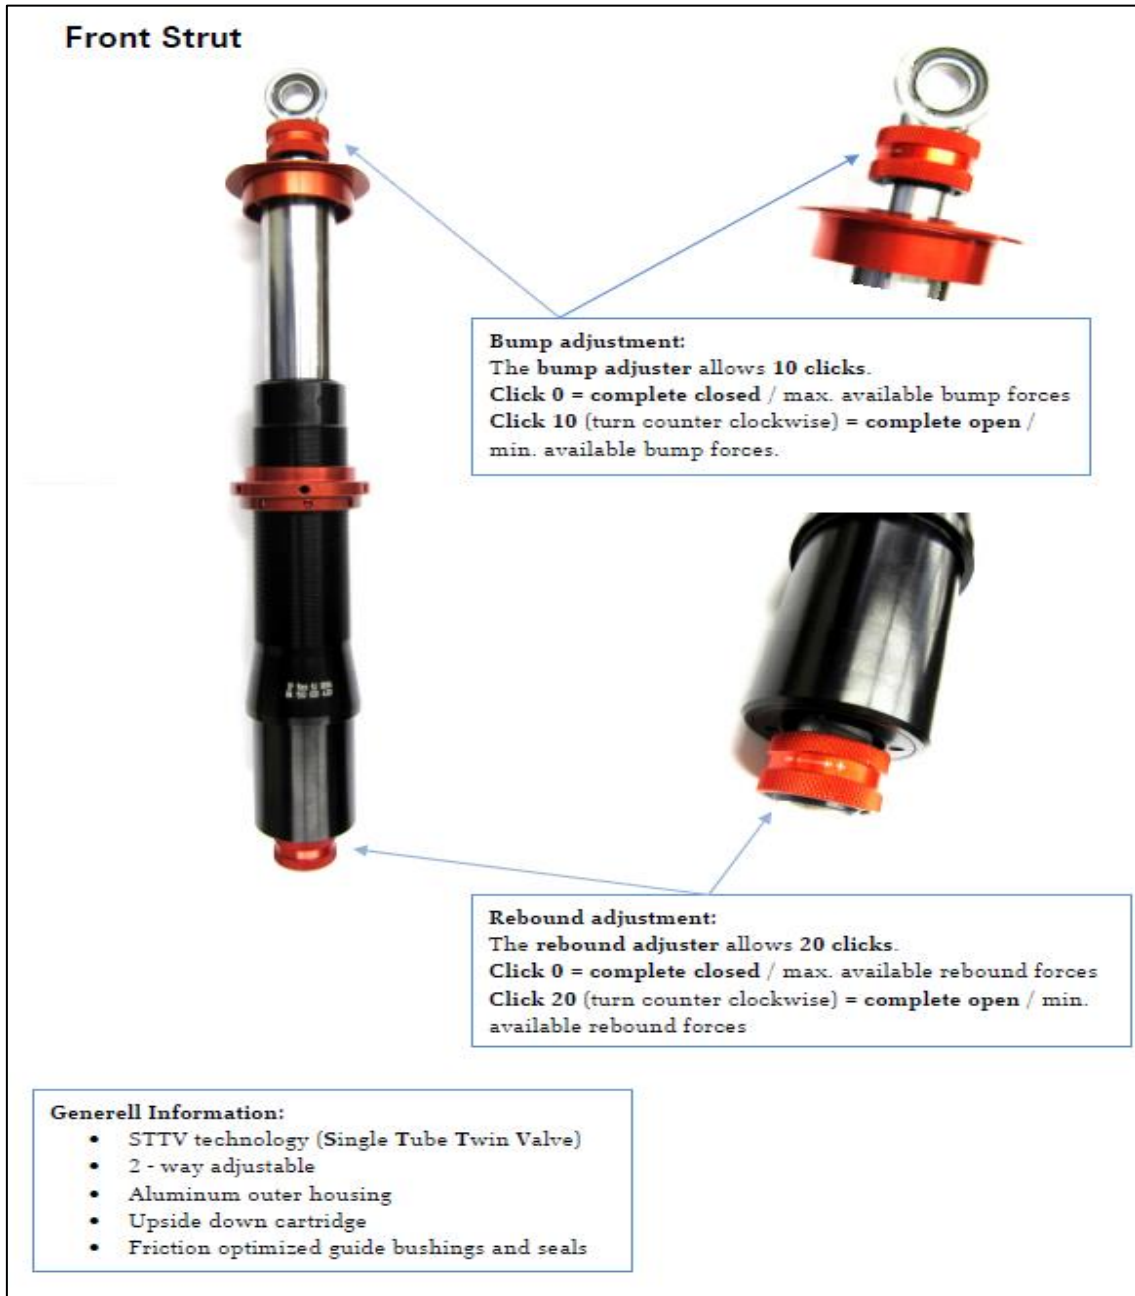 Front Strut
Bump adjustment:
The bump adjuster allows 10 clicks.
Click 0 = complete closed / max. available bump forces
Click 10 (turn counter clockwise) = complete open /
min. available bump forces.
Rebound adjustment:
The rebound adjuster allows 20 clicks.
Click 0 = complete closed / max. available rebound forces
Click 20 (turn counter clockwise) = complete open / min.
available rebound forces
Generell Information:
• STTV technology (Single Tube Twin Valve)
• 2 - way adjustable
• Aluminum outer housing
• Upside down cartridge
• Friction optimized guide bushings and seals